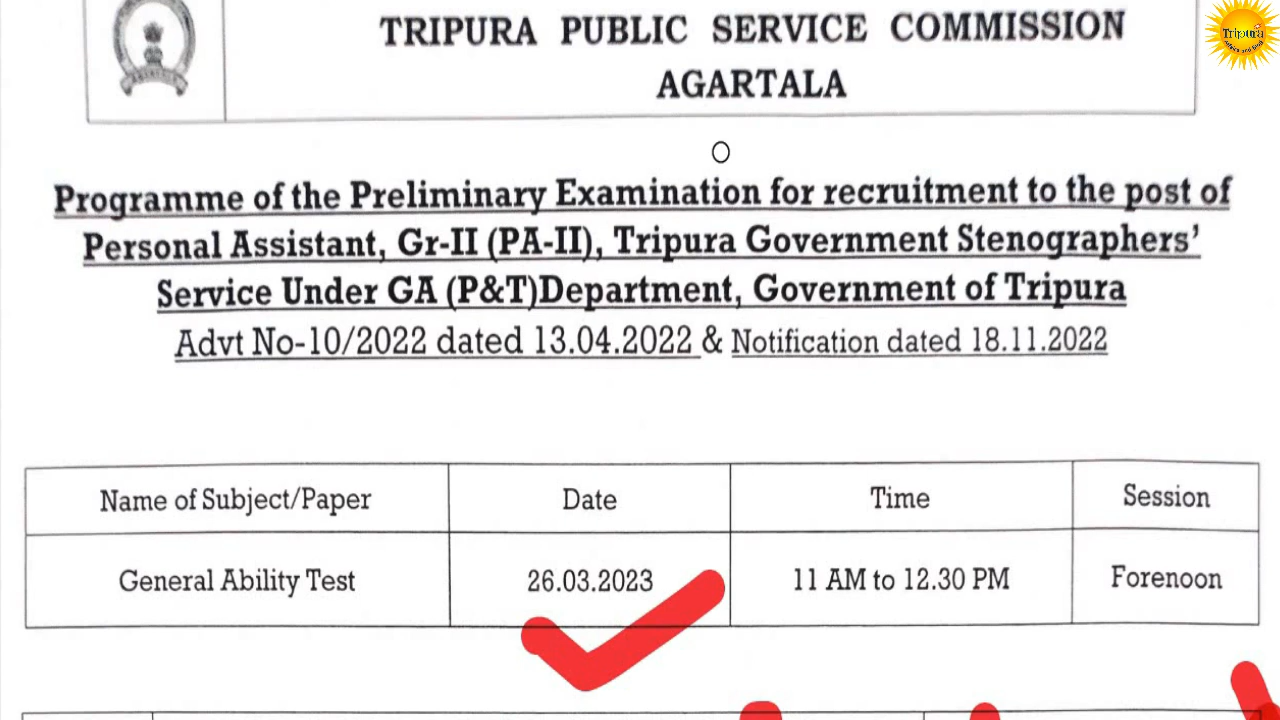 TRIPURA PUBLIC SERVICE COMMISSION
AGARTALA
Tripura
Programme of the Preliminary Examination for recruitment to the post of
Personal Assistant, Gr-II (PA-II), Tripura Government Stenographers’
Service Under GA (P&T)Department, Government of Tripura
Advt No-10/2022 dated 13.04.2022 & Notification dated 18.11.2022
Name of Subject/Paper Date Time Session
General Ability Test 26.03.2023 11 AM to 12.30 PM Forenoon